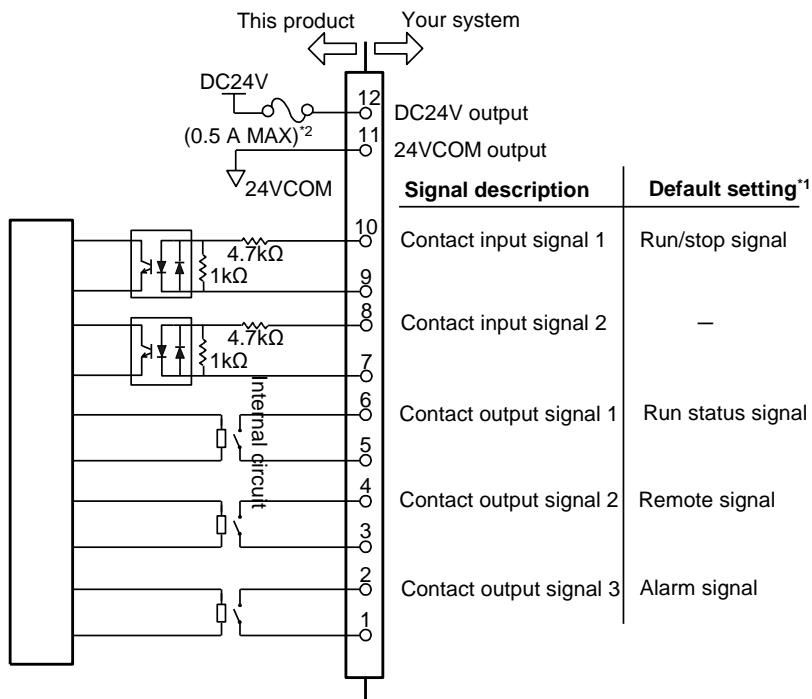 This product Your system
DC24V
12 DC24V output
(0.5 A MAX)*2
11 24VCOM output
24VCOM
Signal description Default setting*1
10 Contact input signal 1 Run/stop signal
4.7kΩ
1kΩ
9
8 Contact input signal 2 –
4.7kΩ
1kΩ
7
Internal circuit
6 Contact output signal 1 Run status signal
5
4 Contact output signal 2 Remote signal
3
2 Contact output signal 3 Alarm signal
1